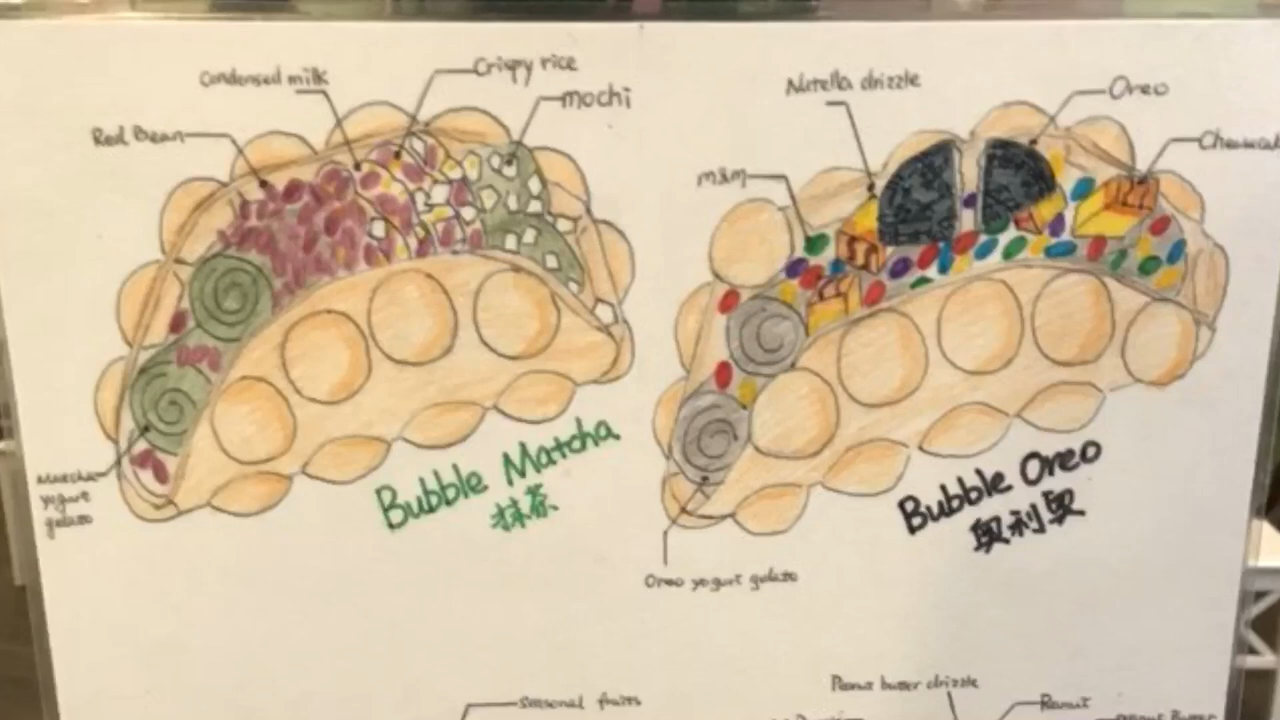 Condensed milk
Crispy rice
mochi
Red Bean
Matcha
yogurt
gelato
Bubble Matcha
抹茶
Nutella drizzle
Oreo
m&m
Bubble Oreo
奥利奥
Oreo yogurt gelato
seasonal fruits
Peanut butter drizzle